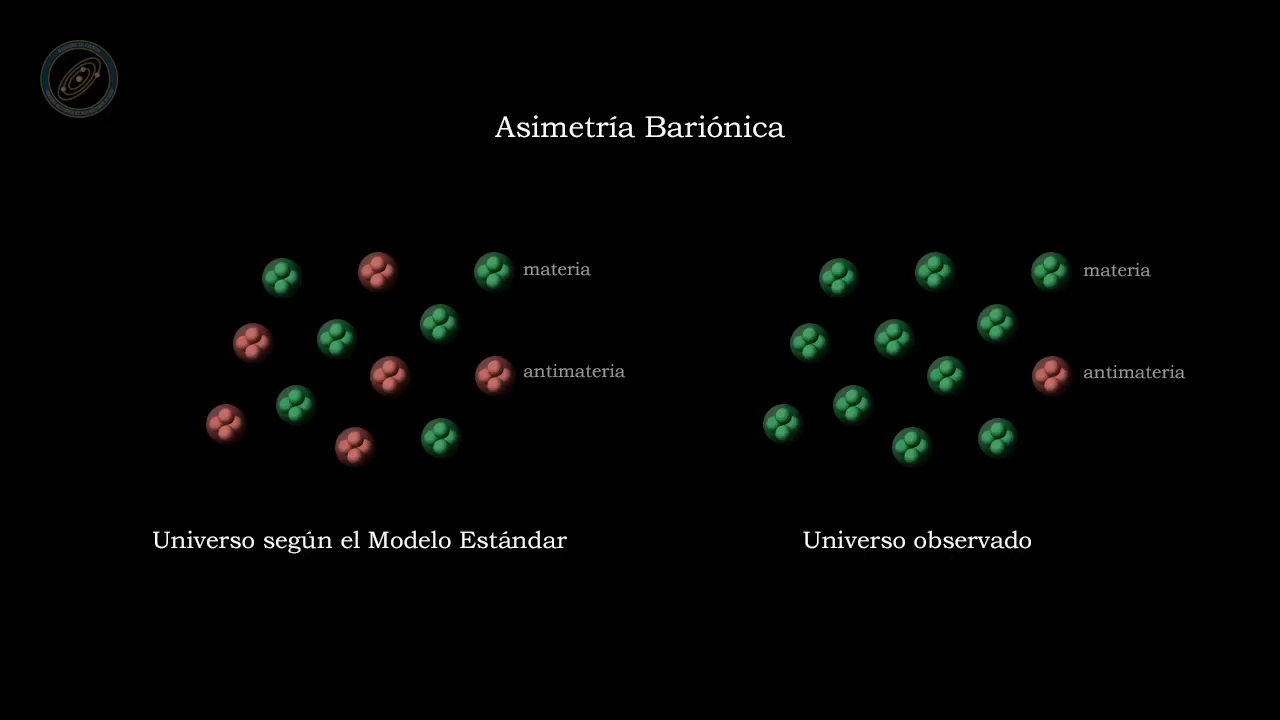 Asimetría Bariónica
materia
antimateria
materia
antimateria
Universo según el Modelo Estándar
Universo observado